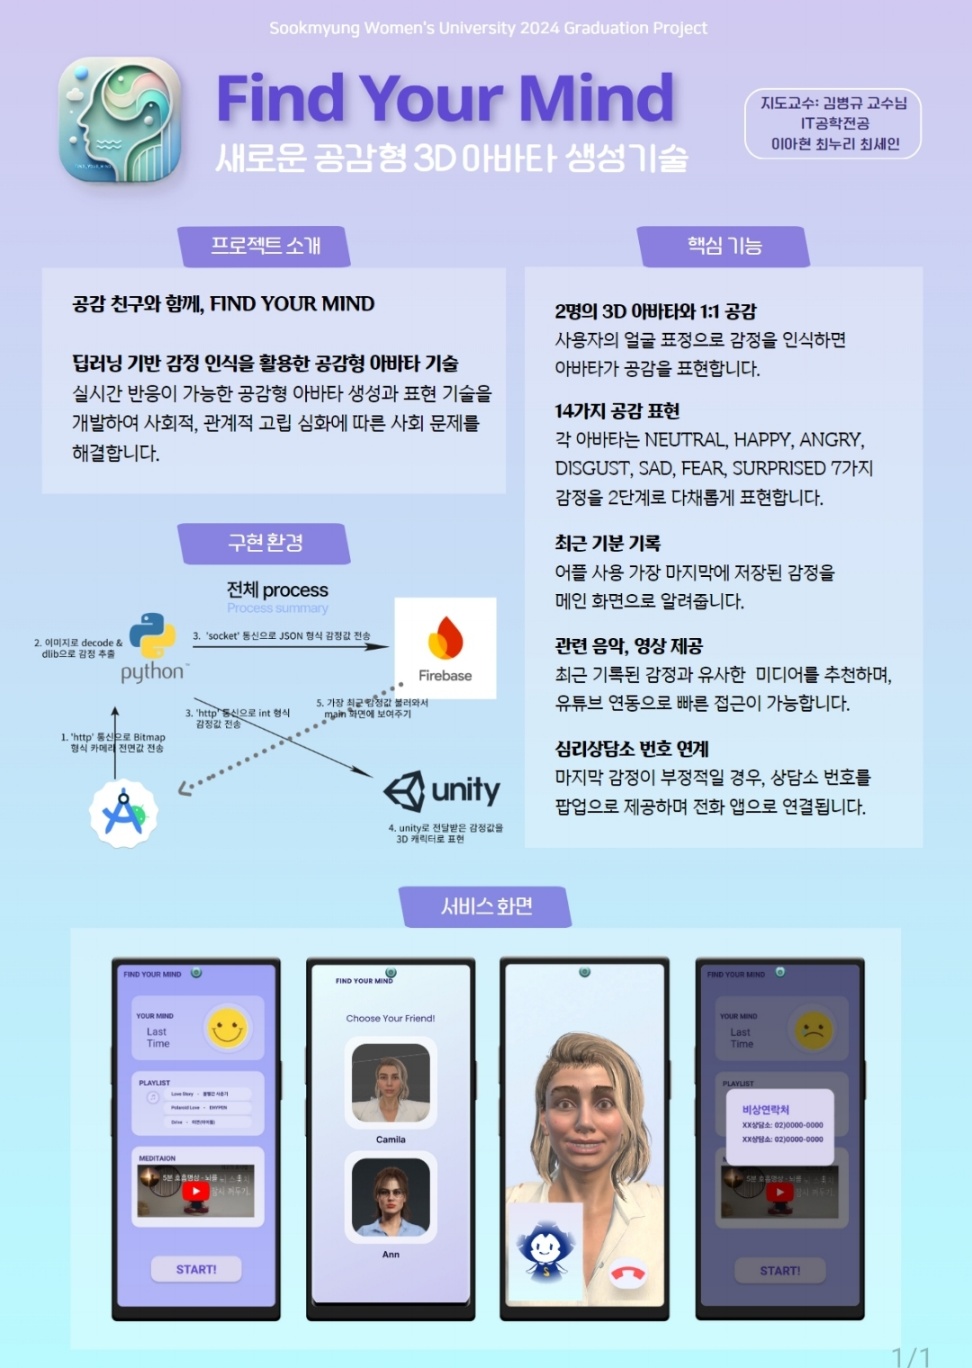 Sookmyung Women's University 2024 Graduation Project
Find Your Mind
새로운 공감형 3D 아바타 생성기술
지도교수: 김병규 교수님
IT공학전공
이아현 최누리 최세인
프로젝트 소개
공감 친구와 함께, FIND YOUR MIND
딥러닝 기반 감정 인식을 활용한 공감형 아바타 기술
실시간 반응이 가능한 공감형 아바타 생성과 표현 기술을
개발하여 사회적, 관계적 고립 심화에 따른 사회 문제를
해결합니다.
구현 환경
전체 process
Process summary
2. 이미지로 decode &
dlib으로 감정 추출
python
3. 'socket' 통신으로 JSON 형식 감정값 전송
Firebase
3. 'http' 통신으로 int 형식
감정값 전송
5. 가장 최근 감정값 불러와서
main 화면에 보여주기
1. 'http' 통신으로 Bitmap
형식 카메라 전면값 전송
unity
4. unity로 전달받은 감정값을
3D 캐릭터로 표현
핵심 기능
2명의 3D 아바타와 1:1 공감
사용자의 얼굴 표정으로 감정을 인식하면
아바타가 공감을 표현합니다.
14가지 공감 표현
각 아바타는 NEUTRAL, HAPPY, ANGRY,
DISGUST, SAD, FEAR, SURPRISED 7가지
감정을 2단계로 다채롭게 표현합니다.
최근 기분 기록
어플 사용 가장 마지막에 저장된 감정을
메인 화면으로 알려줍니다.
관련 음악, 영상 제공
최근 기록된 감정과 유사한 미디어를 추천하며,
유튜브 연동으로 빠른 접근이 가능합니다.
심리상담소 번호 연계
마지막 감정이 부정적일 경우, 상담소 번호를
팝업으로 제공하며 전화 앱으로 연결됩니다.
서비스 화면
FIND YOUR MIND
YOUR MIND
Last
Time
PLAYLIST
Love Story - 볼빨간 사춘기
Polaroid Love - ENHYPEN
MEDITAION
5분 호흡명상
START!
FIND YOUR MIND
Choose Your Friend!
Camila
Ann
FIND YOUR MIND
YOUR MIND
Last
Time
PLAYLIST
비상연락처
XX상담소: 02)0000-0000
XX상담소: 02)0000-0000
5분 호흡명상
START!
1/1